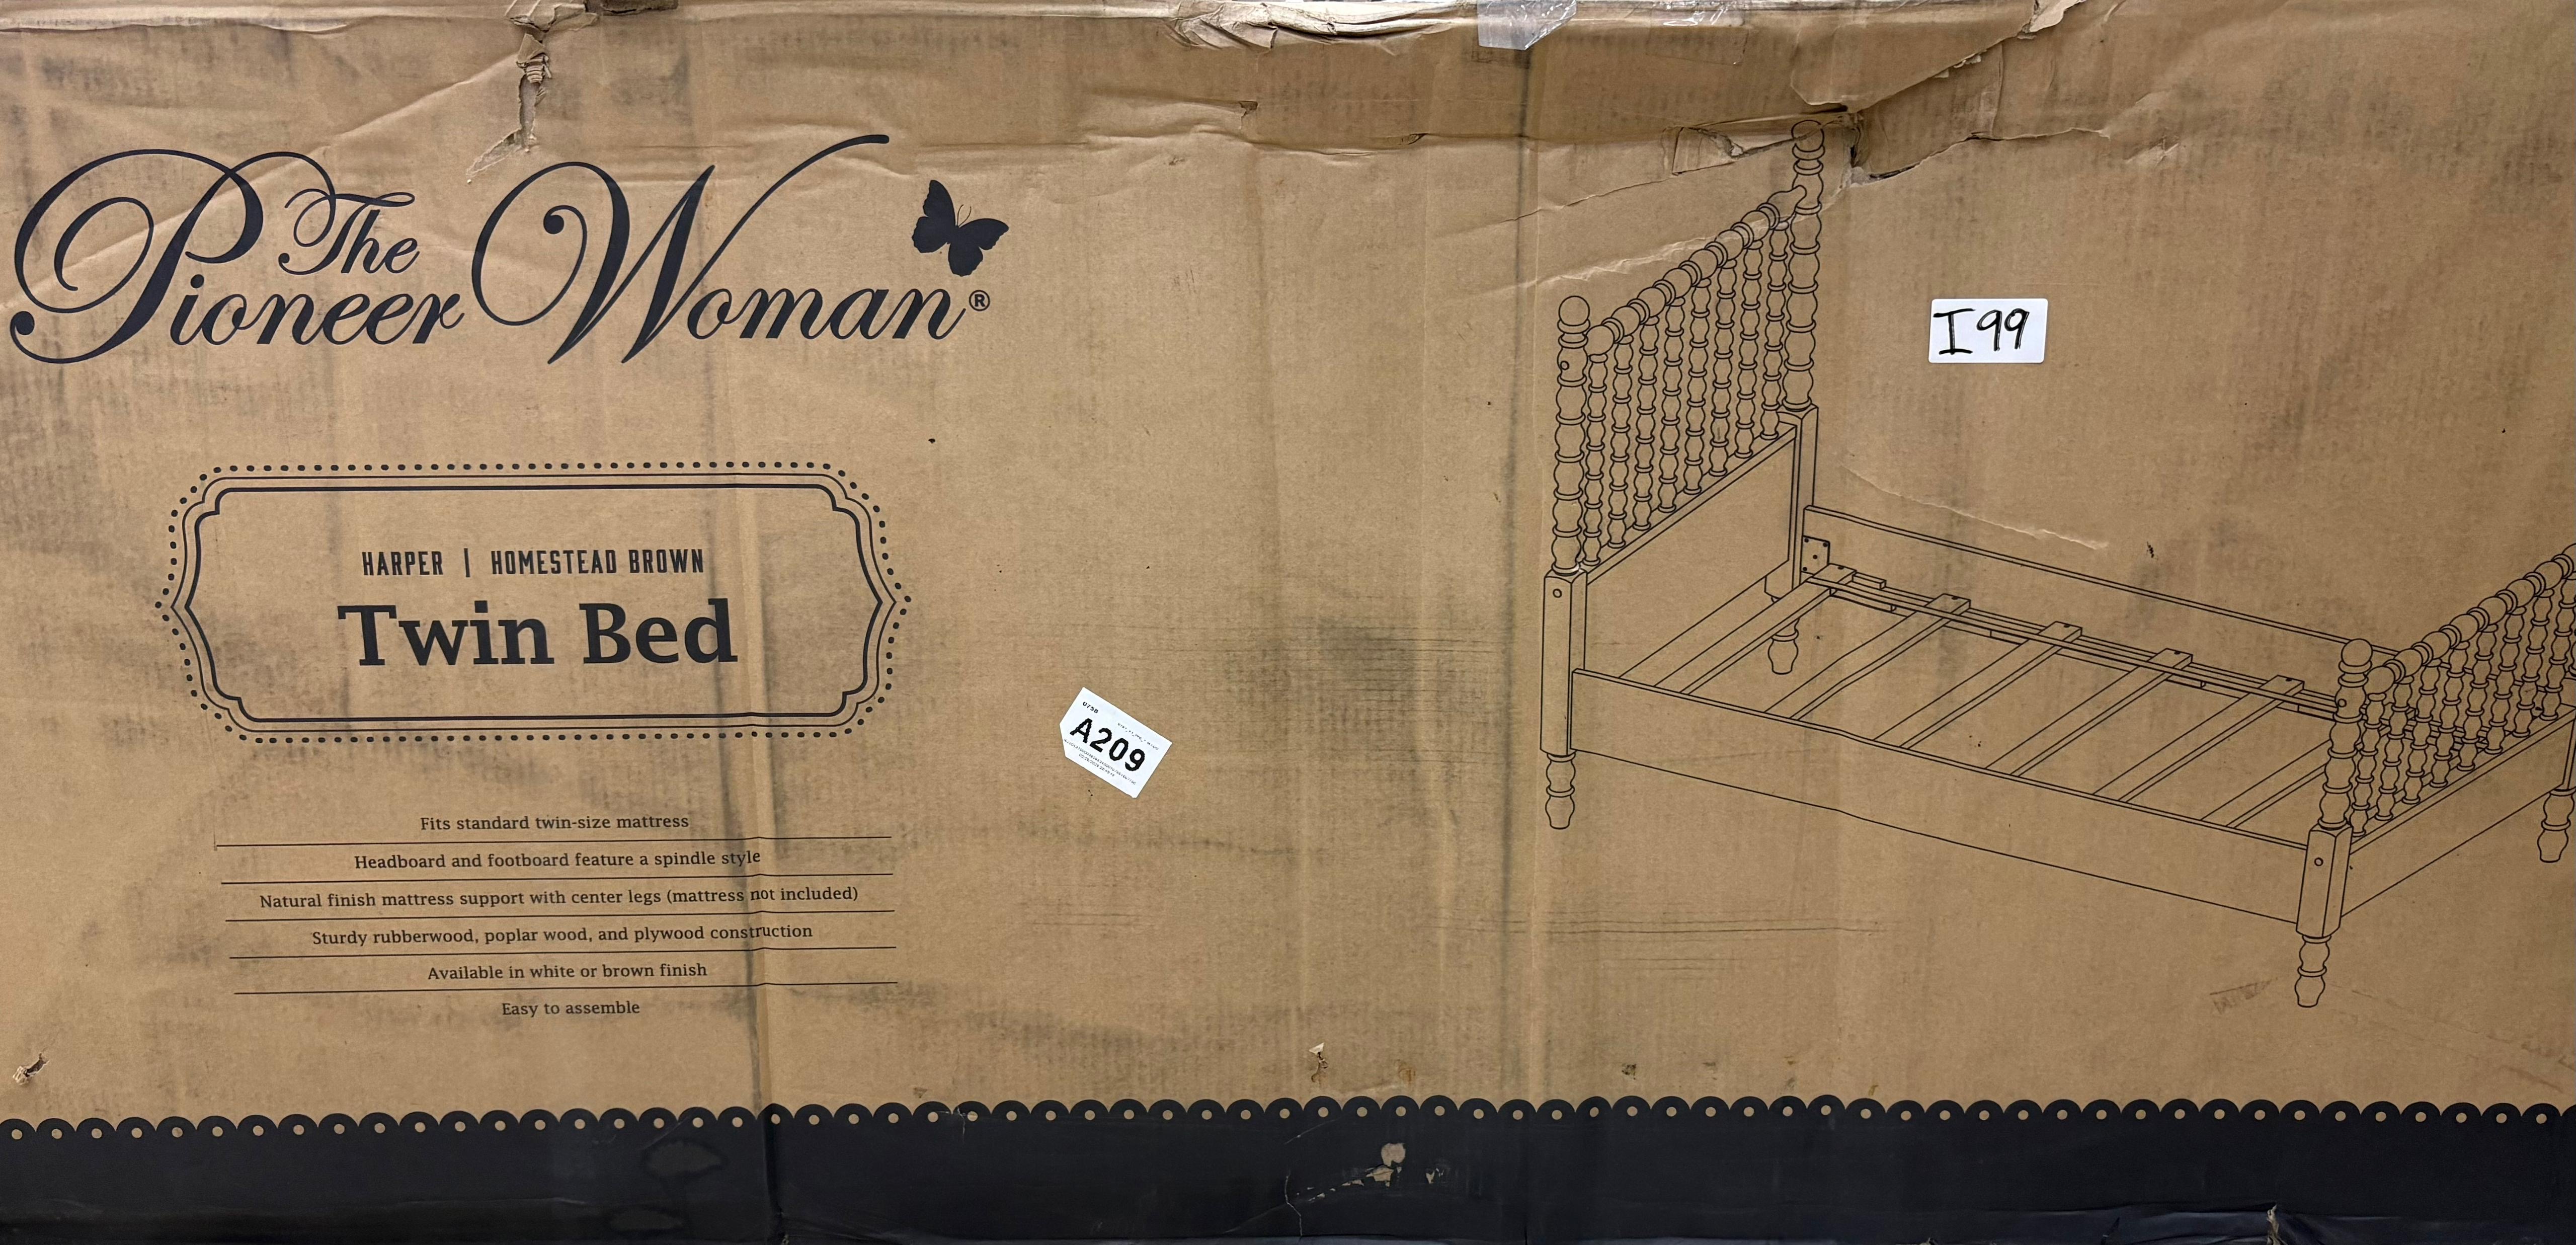 The
Pioneer Woman®
HARPER | HOMESTEAD BROWN
Twin Bed
Fits standard twin-size mattress
Headboard and footboard feature a spindle style
Natural finish mattress support with center legs (mattress not included)
Sturdy rubberwood, poplar wood, and plywood construction
Available in white or brown finish
Easy to assemble
A209
I99